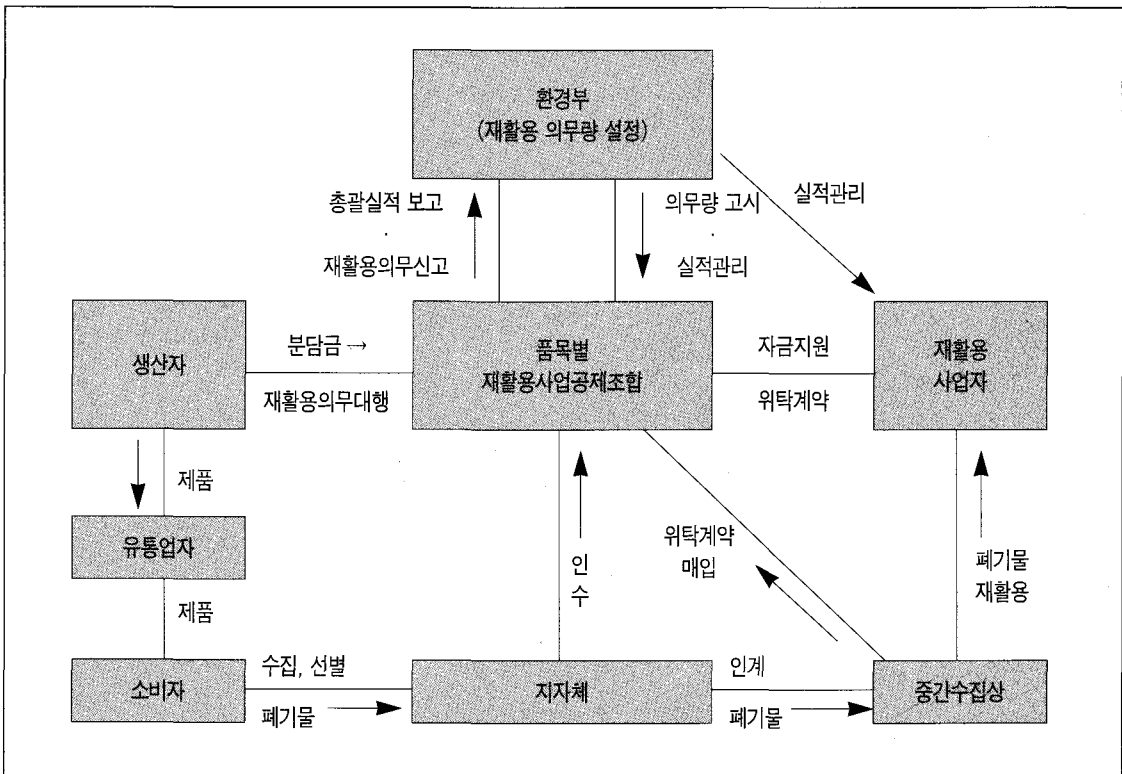 환경부
(재활용 의무량 설정)
총괄실적 보고
·
재활용의무신고
의무량 고시
·
실적관리
실적관리
생산자
분담금 →
재활용의무대행
품목별
재활용사업공제조합
자금지원
위탁계약
재활용
사업자
제품
유통업자
제품
인
수
위탁계약
매입
폐기물
재활용
소비자
수집, 선별
폐기물
지자체
인계
폐기물
중간수집상